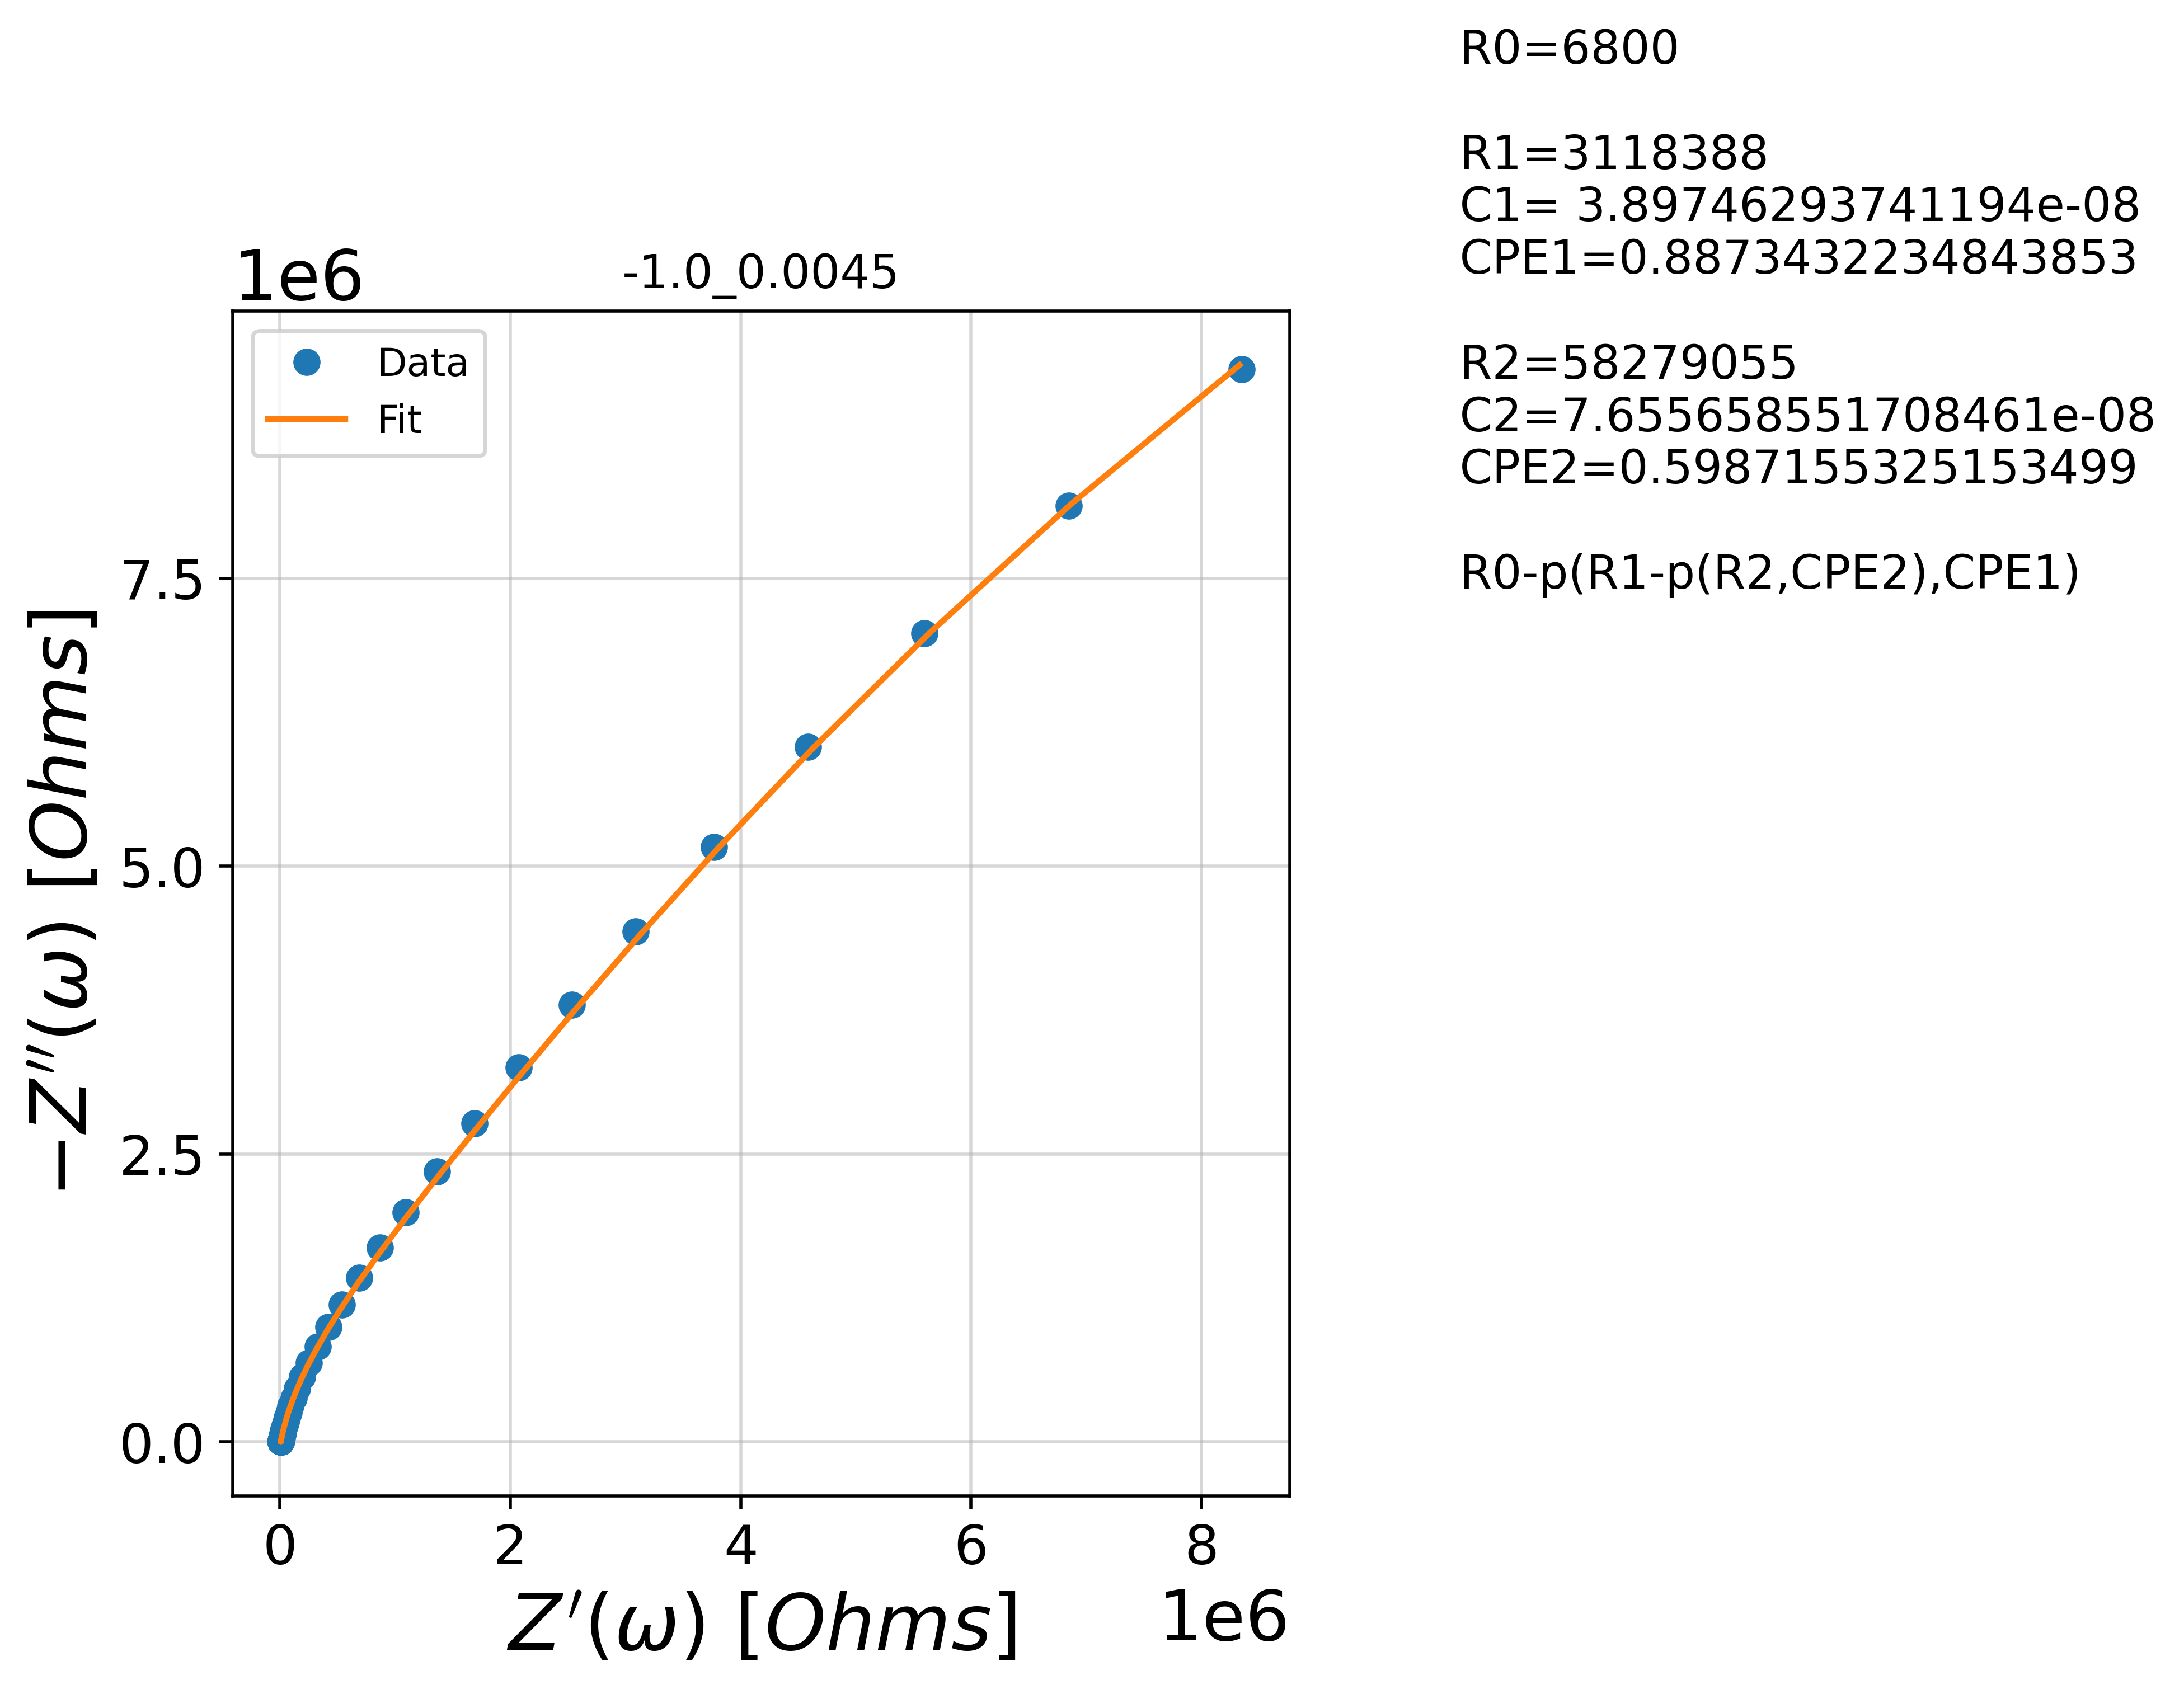 R0=6800
R1=3118388
C1= 3.897462937411194e-08
CPE1=0.8873432234843853
R2=58279055
C2=7.655658551708461e-08
CPE2=0.5987155325153499
R0-p(R1-p(R2,CPE2),CPE1)
1e6
-1.0_0.0045
Data
Fit
7.5
5.0
2.5
0.0
−Z′′(ω) [Ohms]
0 2 4 6 8
1e6
Z′(ω) [Ohms]